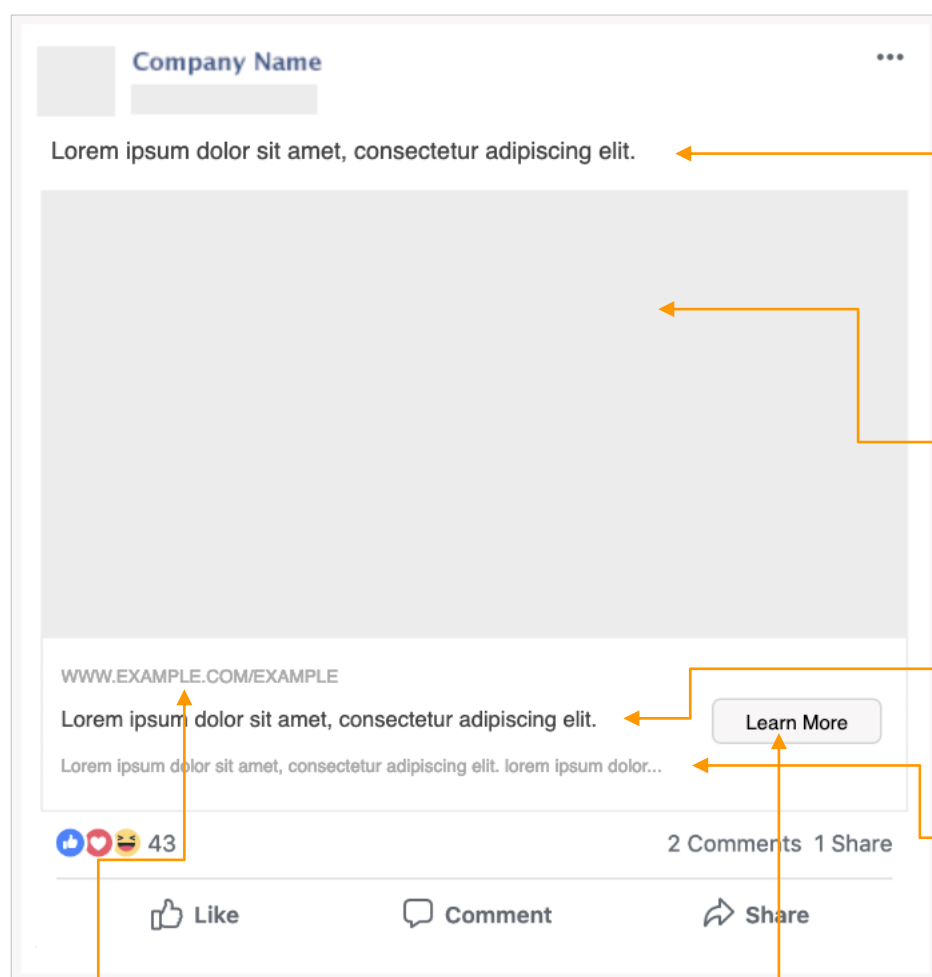 Company Name
Lorem ipsum dolor sit amet, consectetur adipiscing elit.
WWW.EXAMPLE.COM/EXAMPLE
Lorem ipsum dolor sit amet, consectetur adipiscing elit.
Learn More
Lorem ipsum dolor sit amet, consectetur adipiscing elit. lorem ipsum dolor...
43
2 Comments 1 Share
Like
Comment
Share